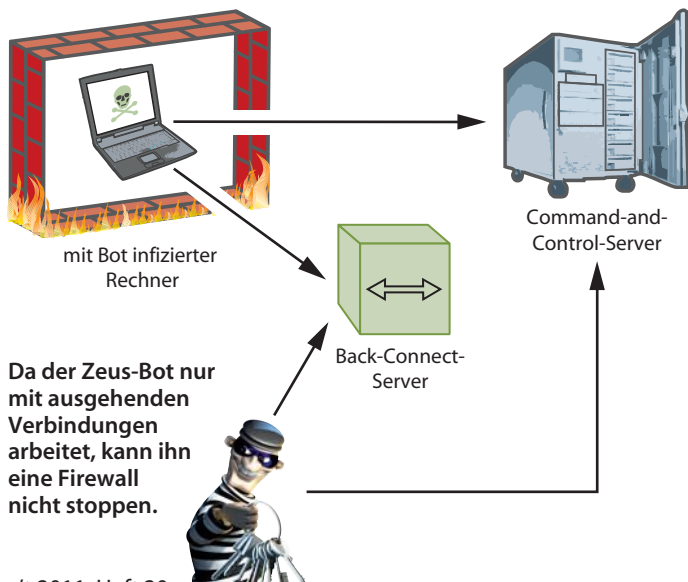 mit Bot infizierter
Rechner
Command-and-
Control-Server
Back-Connect-
Server
Da der Zeus-Bot nur
mit ausgehenden
Verbindungen
arbeitet, kann ihn
eine Firewall
nicht stoppen.